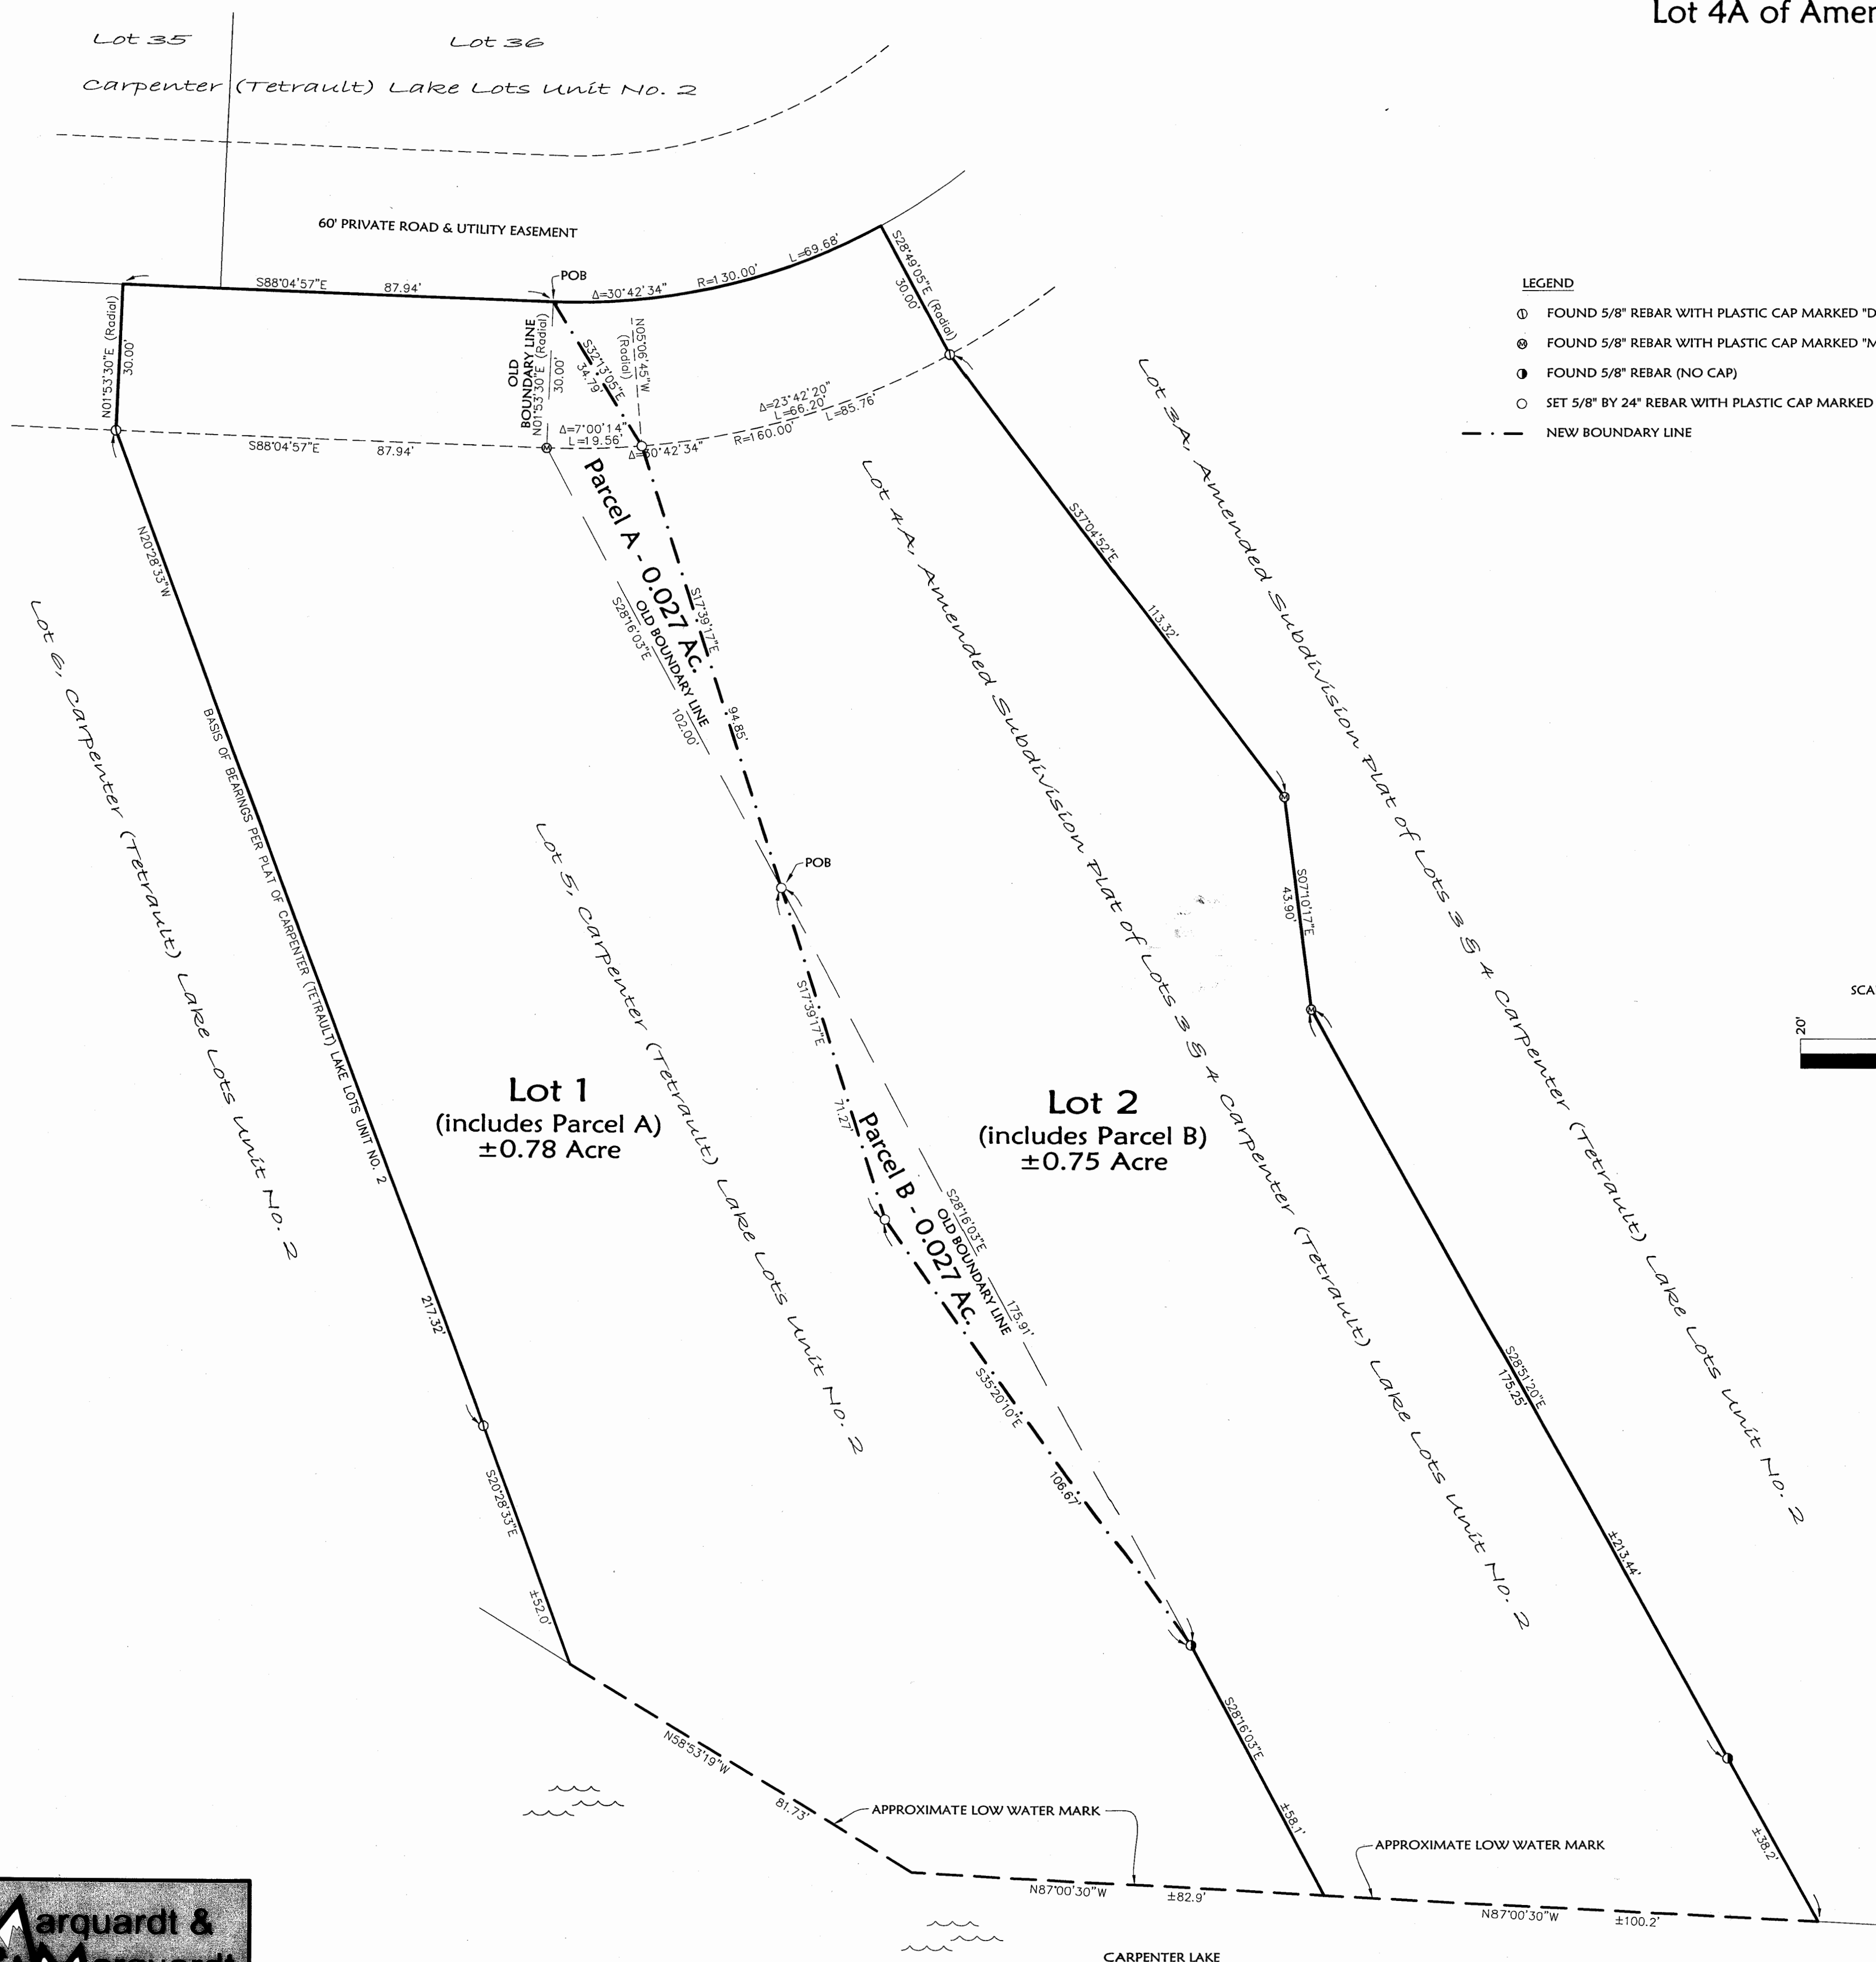 Lot 4A of Amer
Lot 35
Lot 36
Carpenter (Tetrault) Lake Lots Unit No. 2
60' PRIVATE ROAD & UTILITY EASEMENT
POB
S88°04'57"E 87.94'
Δ=30°42'34" R=130.00' L=69.68'
S28°49'05"E (Radial)
30.00'
N01°53'30"E (Radial)
30.00'
OLD
BOUNDARY LINE
N01°53'30"E (Radial)
30.00'
S32°13'05"E
34.79'
N05°06'45"W
(Radial)
Δ=23°42'20"
L=66.20'
Δ=7°00'14"
L=19.56'
Δ=30°42'34" R=160.00' L=85.76'
S88°04'57"E 87.94'
LEGEND
FOUND 5/8" REBAR WITH PLASTIC CAP MARKED "D
FOUND 5/8" REBAR WITH PLASTIC CAP MARKED "M
FOUND 5/8" REBAR (NO CAP)
SET 5/8" BY 24" REBAR WITH PLASTIC CAP MARKED
NEW BOUNDARY LINE
Parcel A - 0.027 Ac.
S17°39'17"E
94.85'
OLD BOUNDARY LINE
S28°16'03"E 102.00'
N20°28'33"W
BASIS OF BEARINGS PER PLAT OF CARPENTER (TETRAULT) LAKE LOTS UNIT NO. 2
217.32'
Lot 6, Carpenter (Tetrault) Lake Lots Unit No. 2
Lot 5, Carpenter (Tetrault) Lake Lots Unit No. 2
Lot 4A, Amended Subdivision Plat of Lots 3 & 4 Carpenter (Tetrault) Lake Lots Unit No. 2
Lot 3A, Amended Subdivision Plat of Lots 3 & 4 Carpenter (Tetrault) Lake Lots Unit No. 2
S37°04'52"E
113.32'
S07°10'17"E
43.90'
POB
S17°39'17"E
71.27'
SCA
20'
Lot 1
(includes Parcel A)
±0.78 Acre
Lot 2
(includes Parcel B)
±0.75 Acre
Parcel B - 0.027 Ac.
S28°16'03"E 175.91'
OLD BOUNDARY LINE
S35°20'10"E
106.67'
S28°51'20"E
175.25'
±213.44'
S20°28'33"E
±52.0'
S28°16'03"E
±58.1'
±38.2'
N58°53'19"W
81.73'
APPROXIMATE LOW WATER MARK
APPROXIMATE LOW WATER MARK
N87°00'30"W ±82.9'
N87°00'30"W ±100.2'
CARPENTER LAKE
Marquardt &
Marquardt